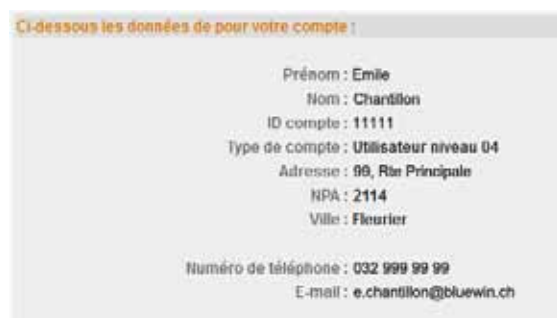 Ci-dessous les données de pour votre compte :
Prénom : Emile
Nom : Chantillon
ID compte : 11111
Type de compte : Utilisateur niveau 04
Adresse : 99, Rte Principale
NPA : 2114
Ville : Fleurier
Numéro de téléphone : 032 999 99 99
E-mail : e.chantillon@bluewin.ch